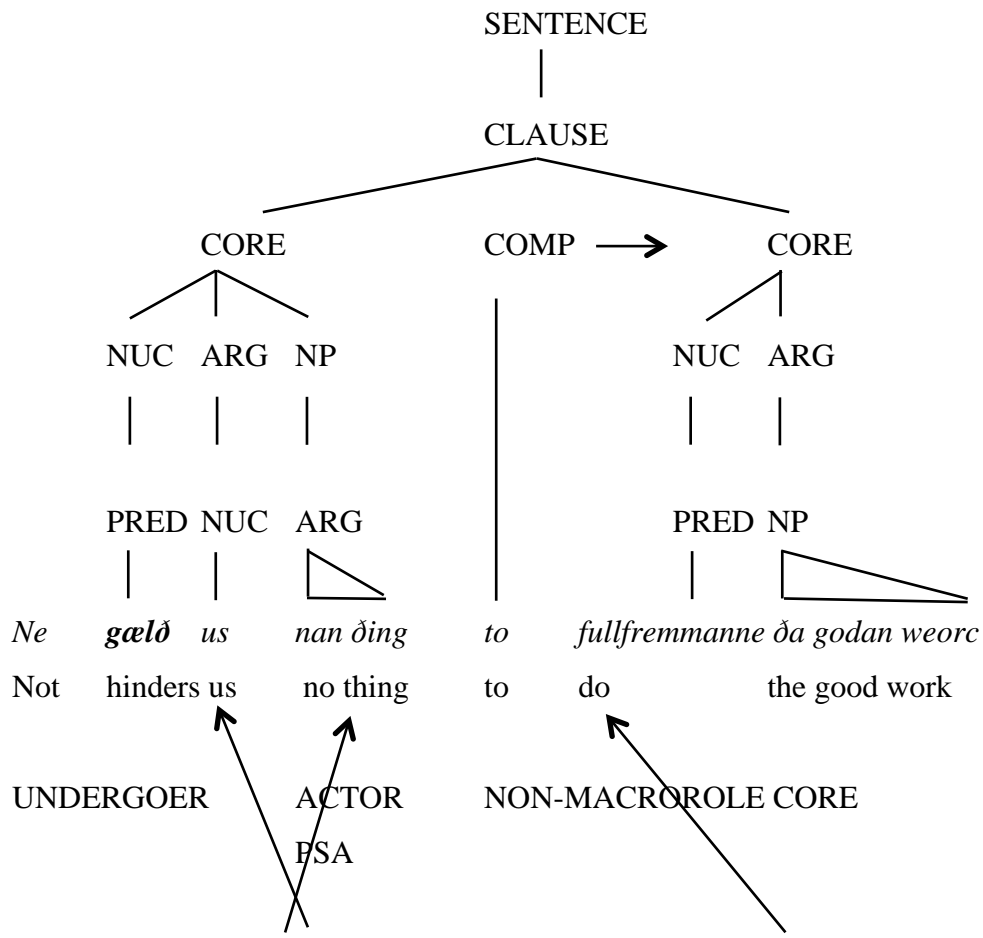 SENTENCE
CLAUSE
CORE COMP CORE
NUC ARG NP NUC ARG
PRED NUC ARG PRED NP
Ne gælð us nan ðing to fullfremmanne ða godan weorc
Not hinders us no thing to do the good work
UNDERGOER ACTOR NON-MACROROLE CORE
PSA